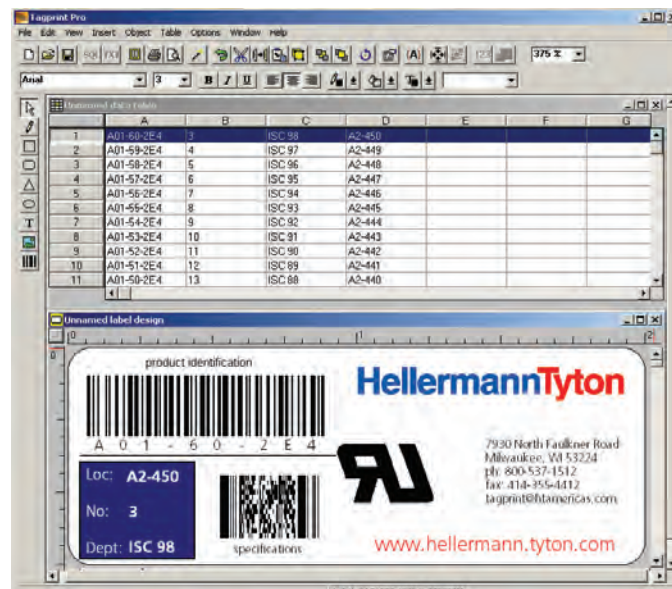 Tagprint Pro
File Edit View Insert Object Table Options Window Help
SQL f(x) (A) 123 375 %
Arial 3 B I U T
Unnamed data table
A B C D E F G
1 A01-60-2E4 3 ISC 98 A2-450
2 A01-59-2E4 4 ISC 97 A2-449
3 A01-58-2E4 5 ISC 96 A2-448
4 A01-57-2E4 6 ISC 95 A2-447
5 A01-56-2E4 7 ISC 94 A2-446
6 A01-55-2E4 8 ISC 93 A2-445
7 A01-54-2E4 9 ISC 92 A2-444
8 A01-53-2E4 10 ISC 91 A2-443
9 A01-52-2E4 11 ISC 90 A2-442
10 A01-51-2E4 12 ISC 89 A2-441
11 A01-50-2E4 13 ISC 88 A2-440
Unnamed label design
0 1 2
0
product identification
HellermannTyton
A 0 1 - 6 0 - 2 E 4
7930 North Faulkner Road
Milwaukee, WI 53224
ph: 800-537-1512
fax: 414-355-4412
tagprint@htamericas.com
Loc: A2-450
No: 3
Dept: ISC 98
specifications
www.hellermann.tyton.com